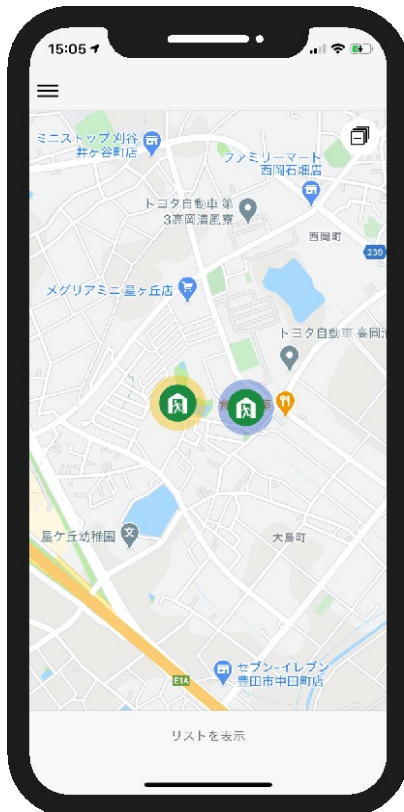 15:05
ミニストップ 刈谷
井ヶ谷町店
ファミリーマート
西岡石畑店
トヨタ自動車 第
3高岡清風寮
西岡町
239
メグリアミニ 星ヶ丘店
トヨタ自動車 高岡
大島町
星ケ丘幼稚園
文
E1A
セブン-イレブン
豊田市中田町店
リストを表示